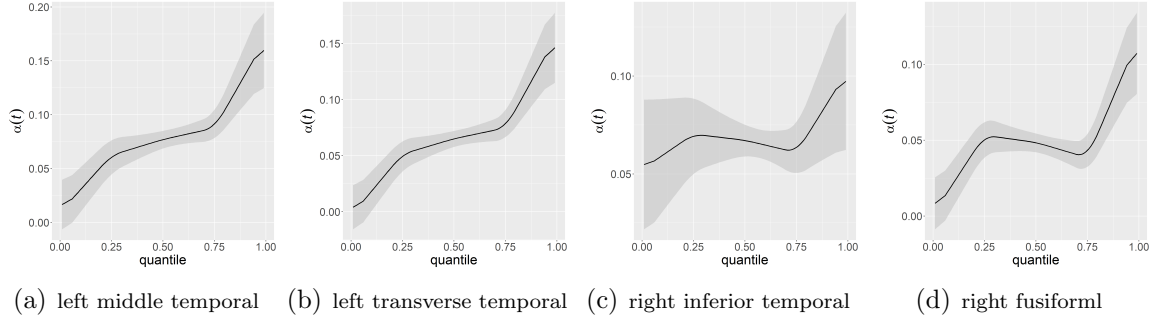 0.20
0.15
0.10
0.05
0.00
α(t)
0.00 0.25 0.50 0.75 1.00
quantile
(a) left middle temporal
0.15
0.10
0.05
0.00
α(t)
0.00 0.25 0.50 0.75 1.00
quantile
(b) left transverse temporal
0.10
0.05
α(t)
0.00 0.25 0.50 0.75 1.00
quantile
(c) right inferior temporal
0.10
0.05
0.00
α(t)
0.00 0.25 0.50 0.75 1.00
quantile
(d) right fusiforml